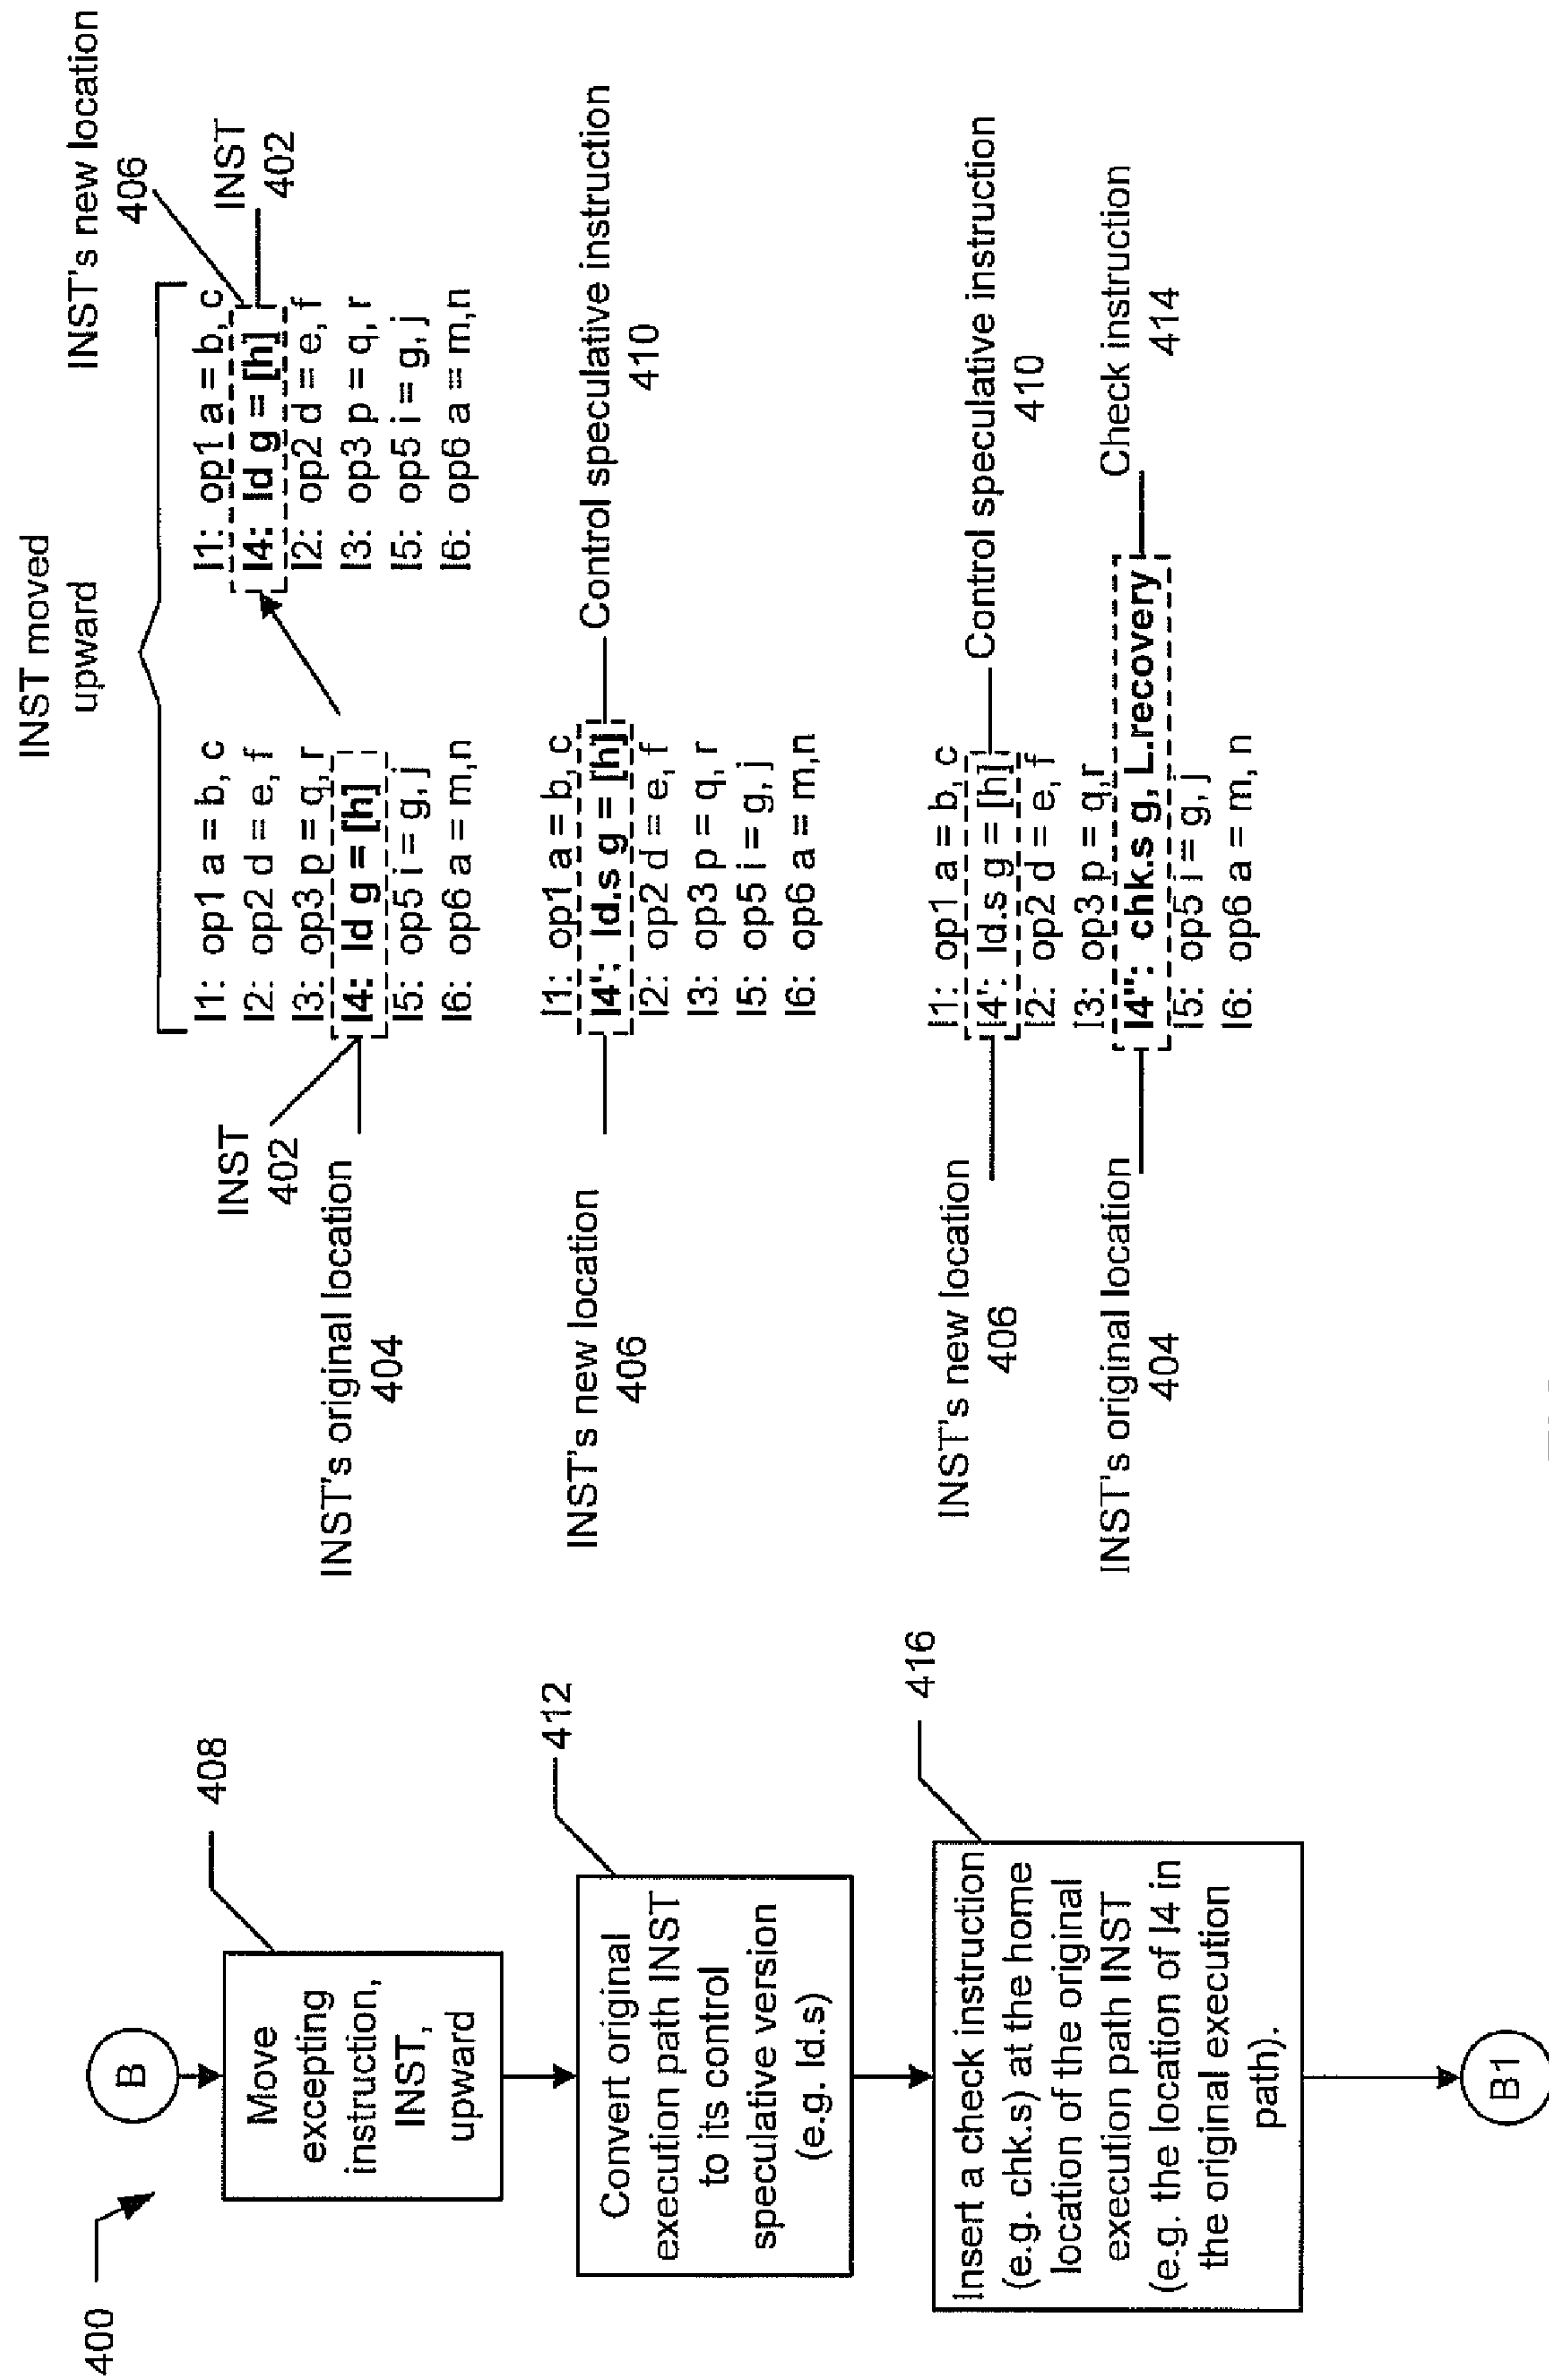 400
B
408
Move
excepting
instruction,
INST,
upward
412
Convert original
execution path INST
to its control
speculative version
(e.g. ld.s)
416
Insert a check instruction
(e.g. chk.s) at the home
location of the original
execution path INST
(e.g. the location of I4 in
the original execution
path).
B1
INST moved
upward
INST
402
INST's original location
404
I1: op1 a = b, c
I2: op2 d = e, f
I3: op3 p = q, r
I4: ld g = [h]
I5: op5 i = g, j
I6: op6 a = m,n
INST's new location
406
INST
402
I1: op1 a = b, c
I4: ld g = [h]
I2: op2 d = e, f
I3: op3 p = q, r
I5: op5 i = g, j
I6: op6 a = m,n
INST's new location
406
I1: op1 a = b, c
I4': ld.s g = [h]
I2: op2 d = e, f
I3: op3 p = q, r
I5: op5 i = g, j
I6: op6 a = m,n
Control speculative instruction
410
INST's new location
406
INST's original location
404
I1: op1 a = b, c
I4': ld.s g = [h]
I2: op2 d = e, f
I3: op3 p = q,r
I4": chk.s g, L.recovery
I5: op5 i = g, j
I6: op6 a = m, n
Control speculative instruction
410
Check instruction
414